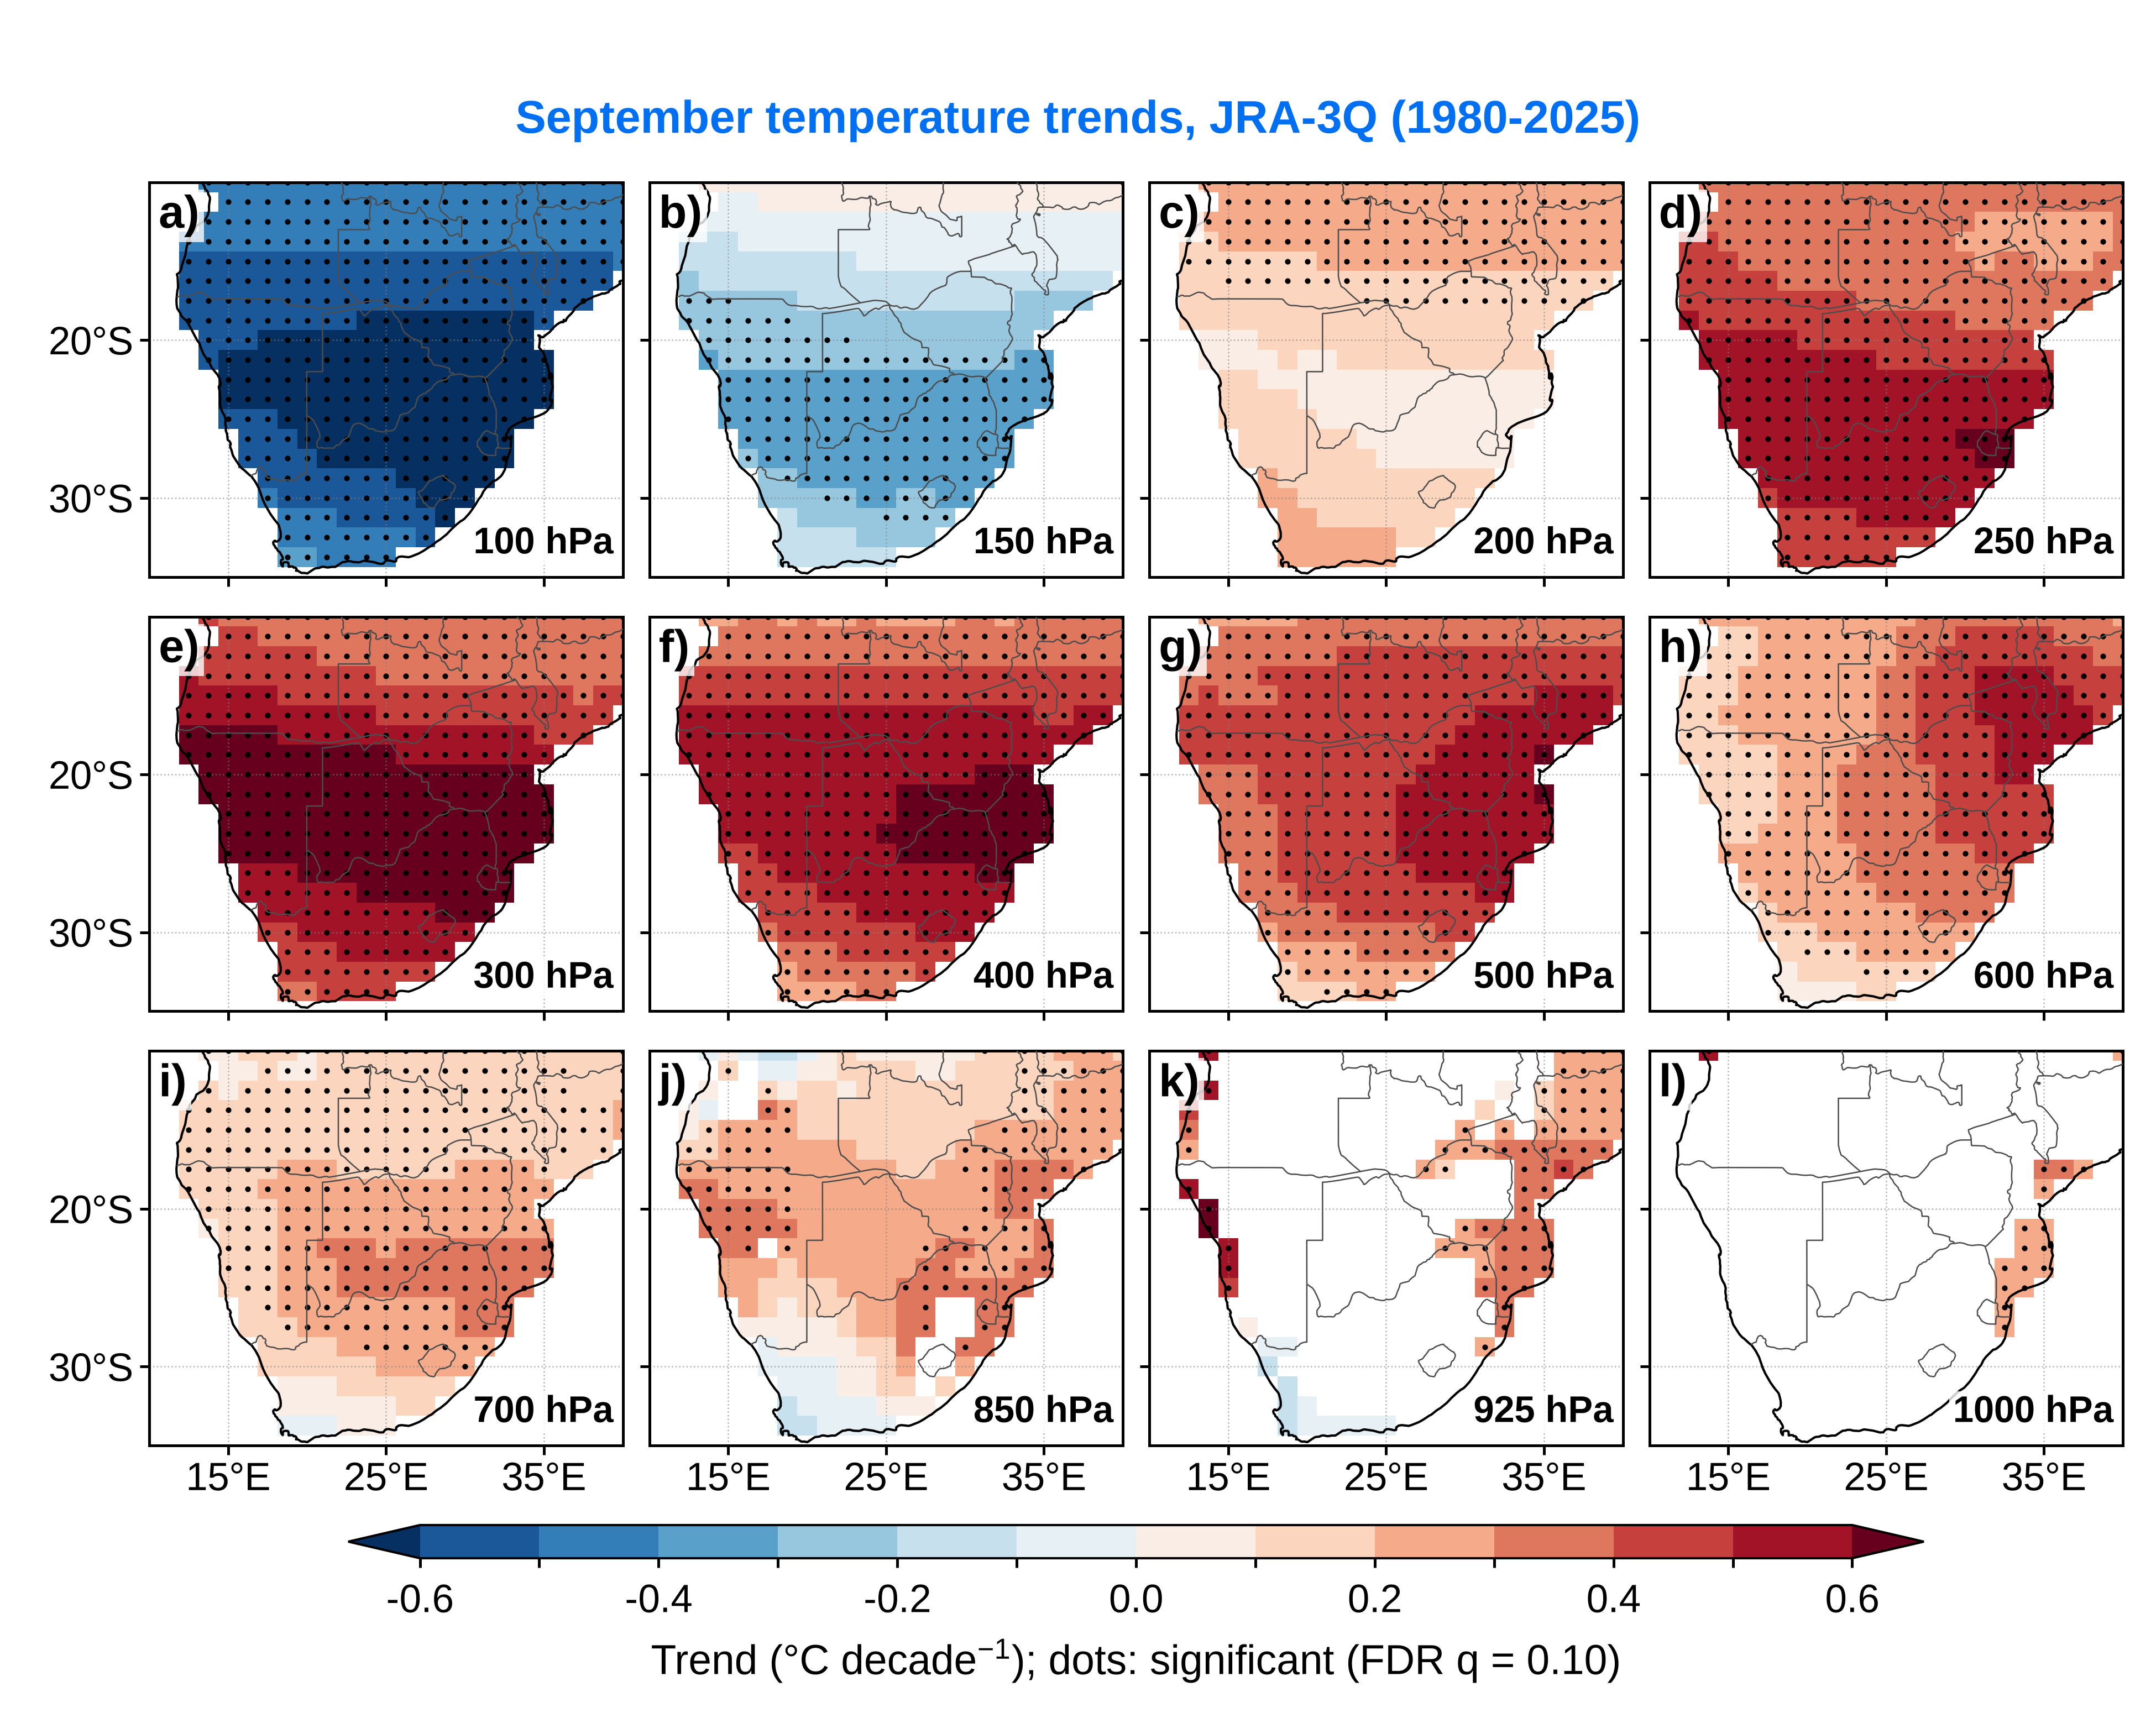 September temperature trends, JRA-3Q (1980-2025)
a) b) c) d)
20°S
30°S
100 hPa 150 hPa 200 hPa 250 hPa
e) f) g) h)
20°S
30°S
300 hPa 400 hPa 500 hPa 600 hPa
i) j) k) l)
20°S
30°S
700 hPa 850 hPa 925 hPa 1000 hPa
15°E 25°E 35°E 15°E 25°E 35°E 15°E 25°E 35°E 15°E 25°E 35°E
-0.6 -0.4 -0.2 0.0 0.2 0.4 0.6
Trend (°C decade⁻¹); dots: significant (FDR q = 0.10)